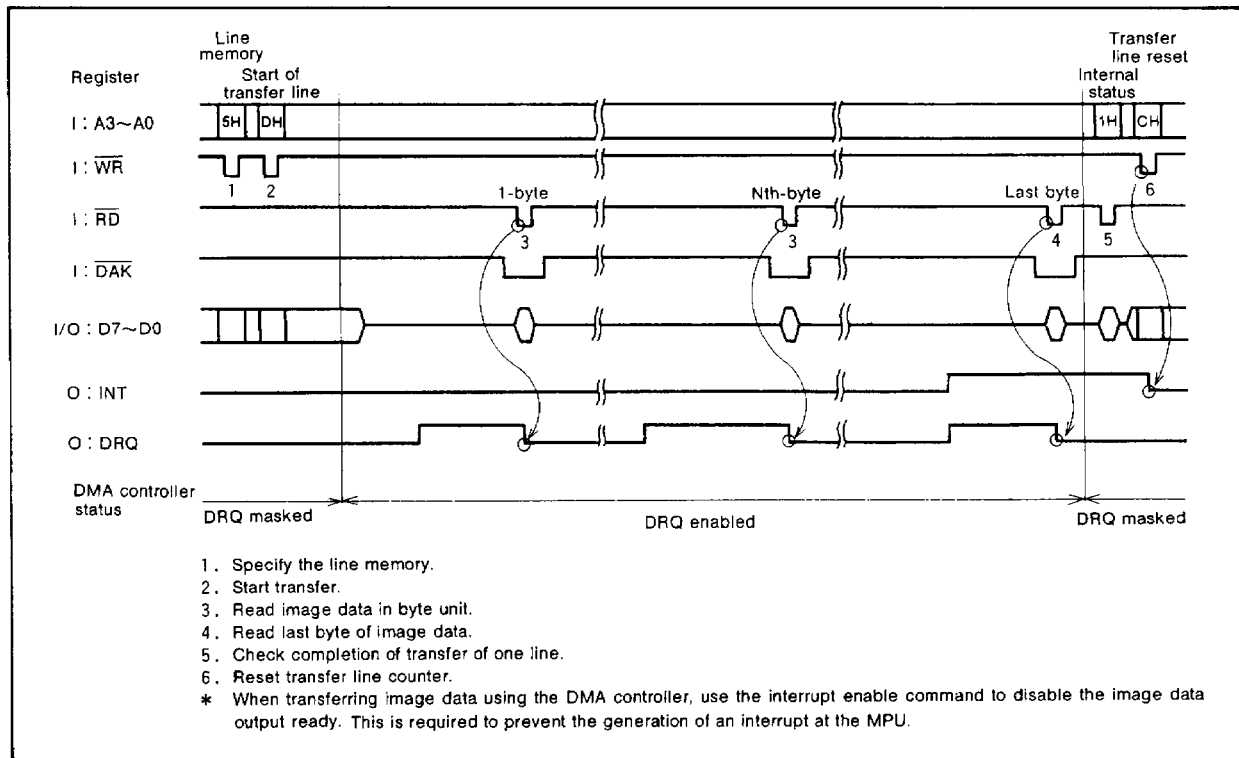 Line
memory
Transfer
line reset
Register
Start of
transfer line
Internal
status
I : A3~A0
5H
DH
1H
CH
I : WR
1
2
6
1-byte
Nth-byte
Last byte
I : RD
3
3
4
5
I : DAK
I/O : D7~D0
O : INT
O : DRQ
DMA controller
status
DRQ masked
DRQ enabled
DRQ masked
1. Specify the line memory.
2. Start transfer.
3. Read image data in byte unit.
4. Read last byte of image data.
5. Check completion of transfer of one line.
6. Reset transfer line counter.
* When transferring image data using the DMA controller, use the interrupt enable command to disable the image data
output ready. This is required to prevent the generation of an interrupt at the MPU.